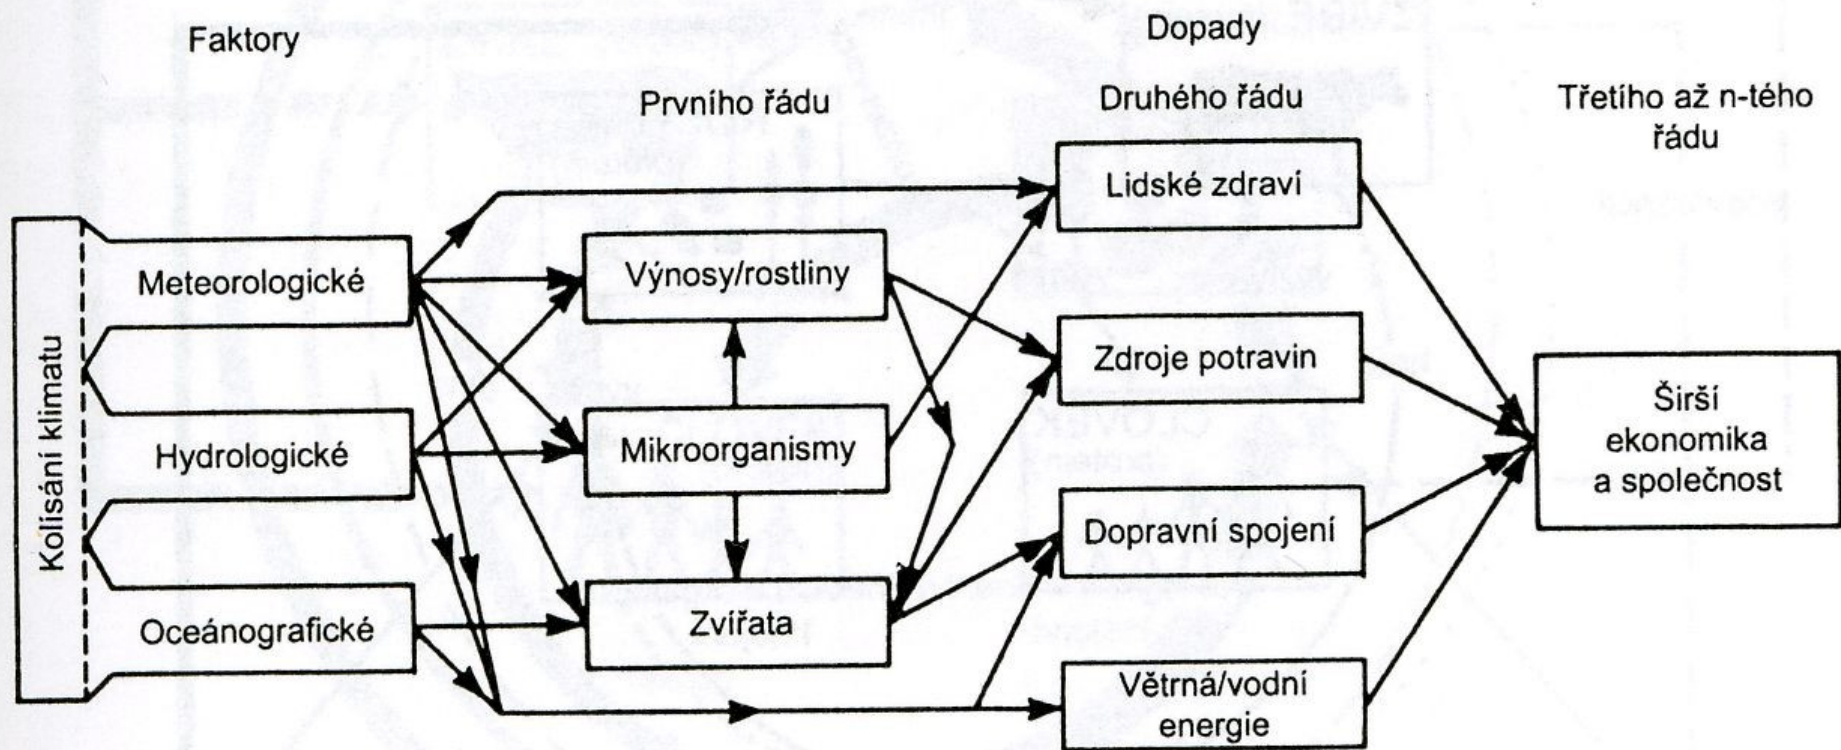 Faktory
Dopady
Prvního řádu
Druhého řádu
Třetího až n-tého
řádu
Kolísání klimatu
Meteorologické
Hydrologické
Oceánografické
Výnosy/rostliny
Mikroorganismy
Zvířata
Lidské zdraví
Zdroje potravin
Dopravní spojení
Větrná/vodní
energie
Širší
ekonomika
a společnost
ČLOVĚK